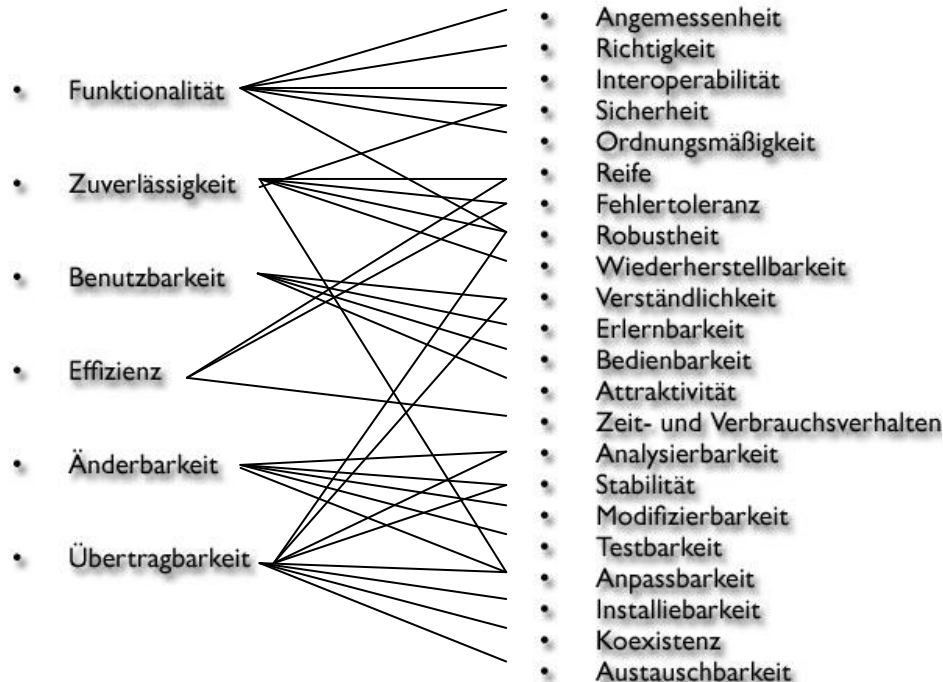 • Funktionalität
• Zuverlässigkeit
• Benutzbarkeit
• Effizienz
• Änderbarkeit
• Übertragbarkeit
• Angemessenheit
• Richtigkeit
• Interoperabilität
• Sicherheit
• Ordnungsmäßigkeit
• Reife
• Fehlertoleranz
• Robustheit
• Wiederherstellbarkeit
• Verständlichkeit
• Erlernbarkeit
• Bedienbarkeit
• Attraktivität
• Zeit- und Verbrauchsverhalten
• Analysierbarkeit
• Stabilität
• Modifizierbarkeit
• Testbarkeit
• Anpassbarkeit
• Installiebarkeit
• Koexistenz
• Austauschbarkeit